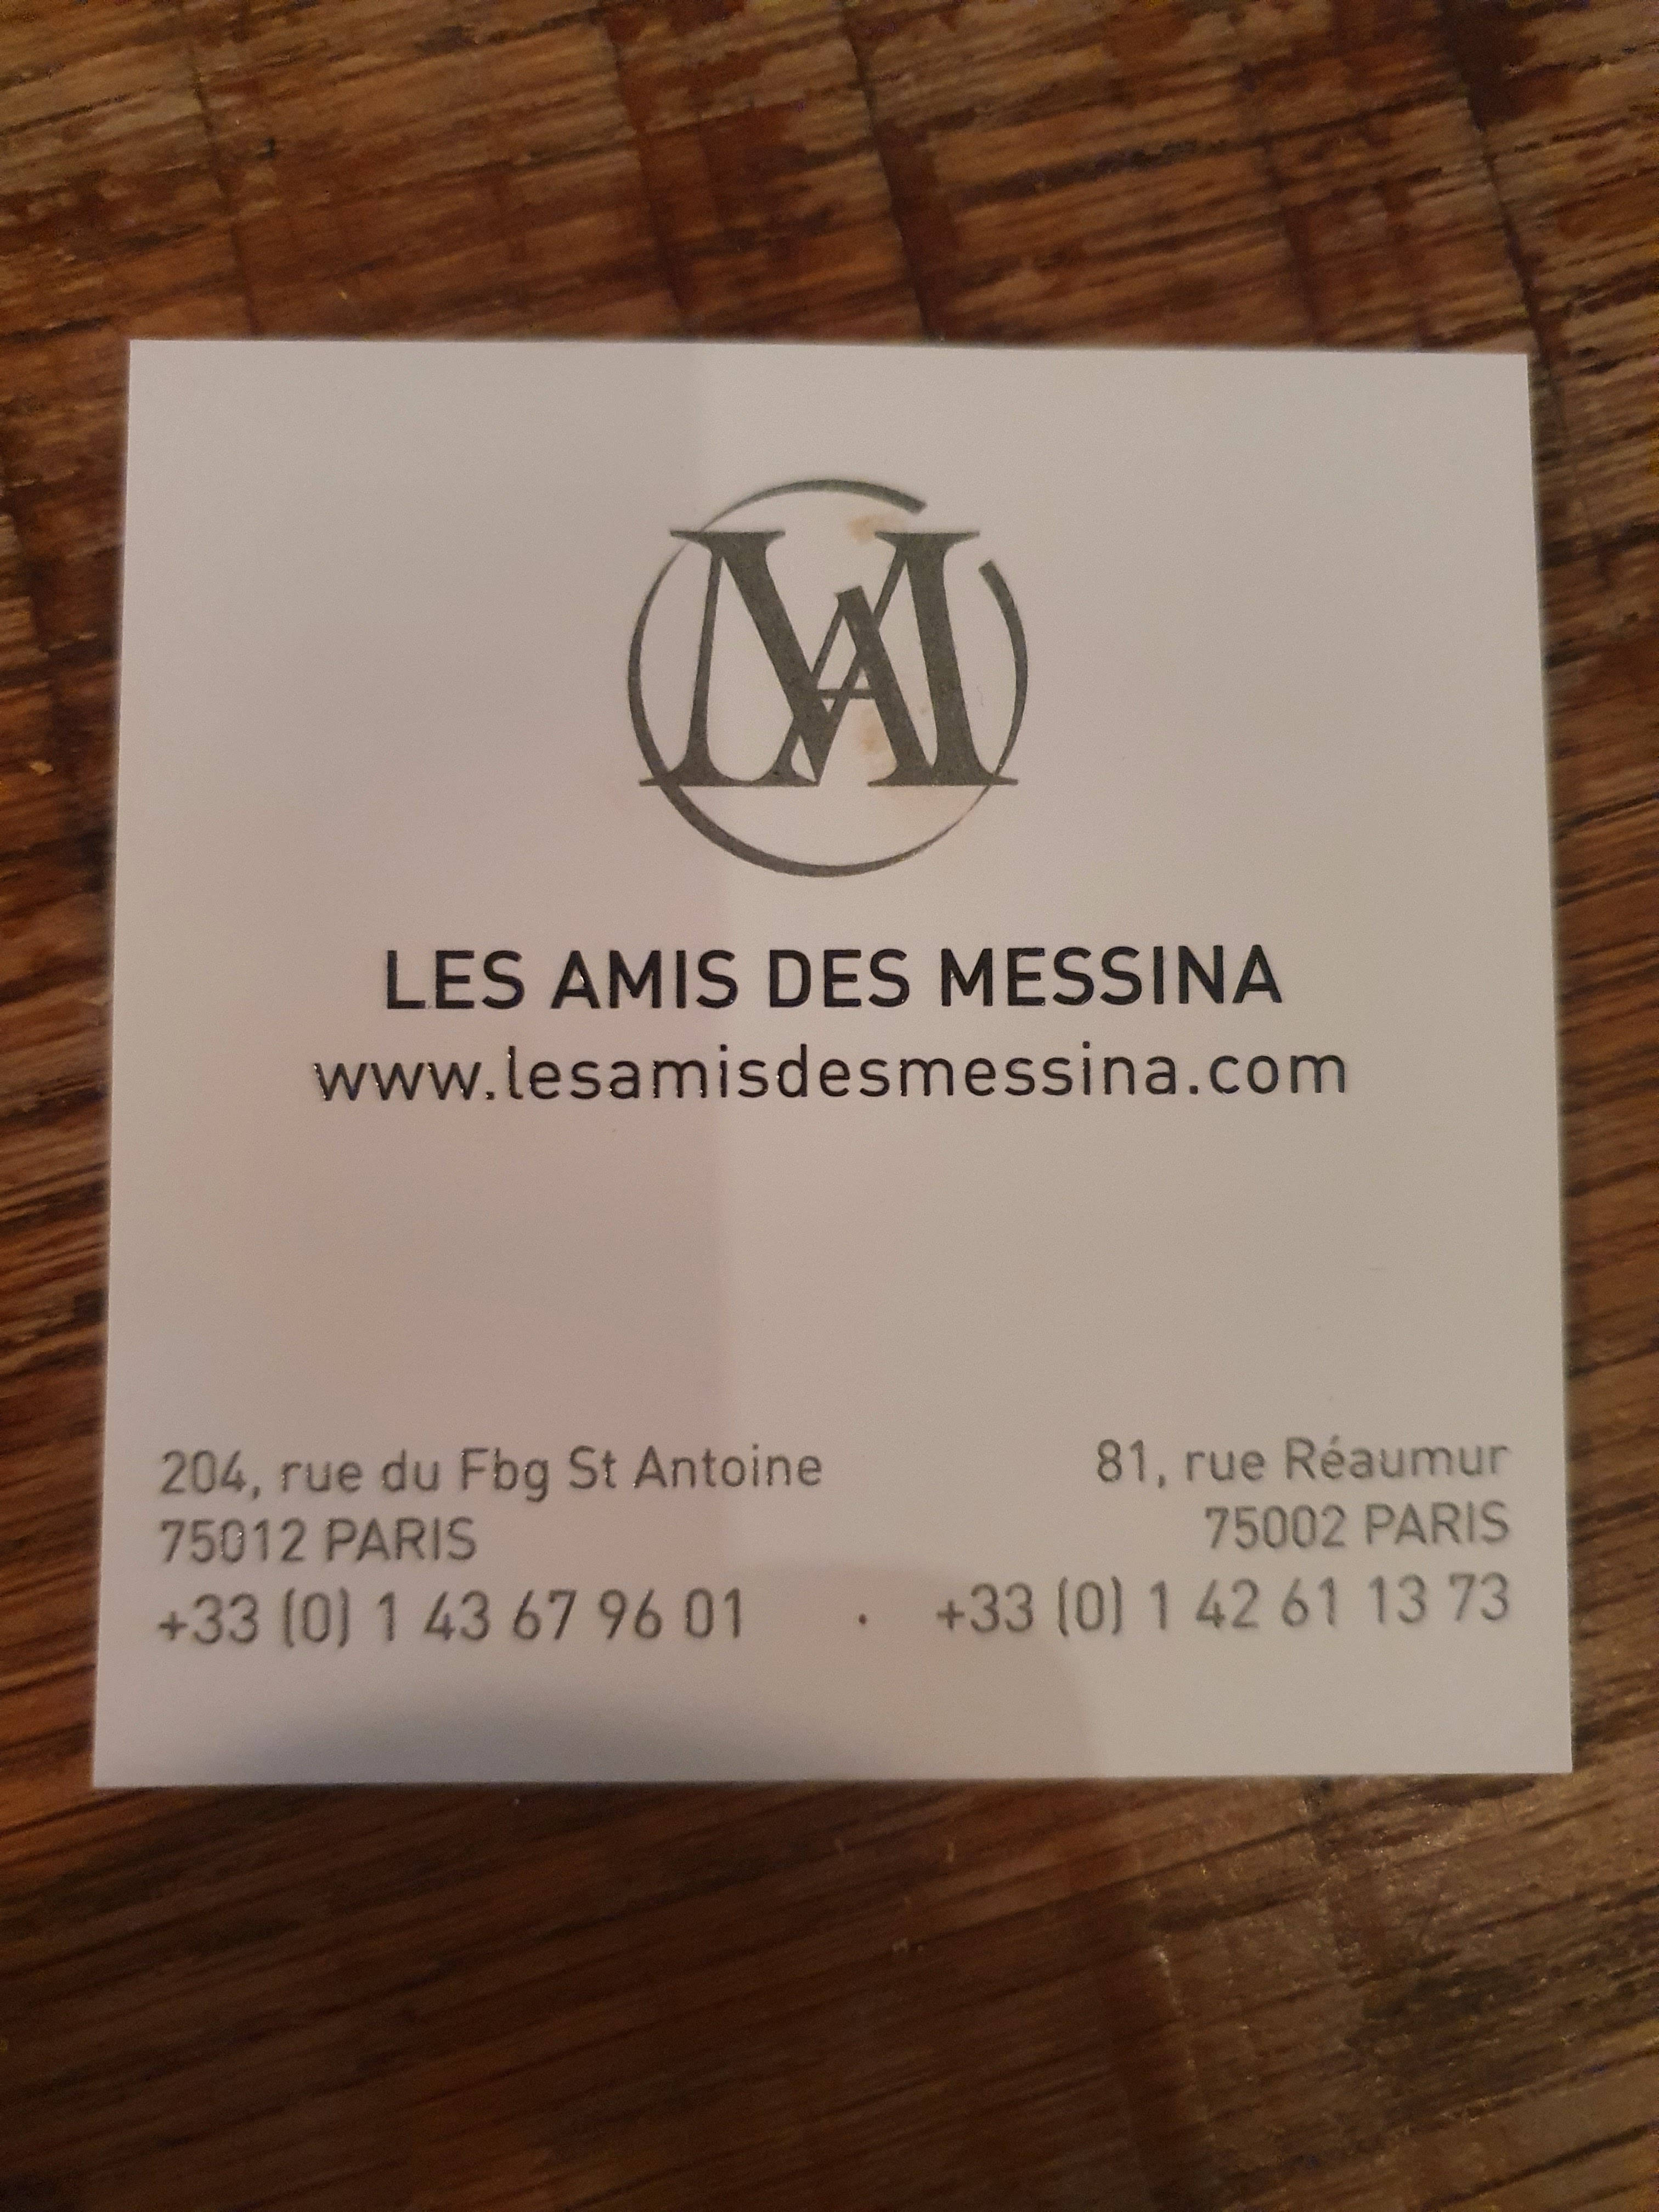 MA
LES AMIS DES MESSINA
www.lesamisdesmessina.com
204, rue du Fbg St Antoine
75012 PARIS
+33 (0) 1 43 67 96 01
·
81, rue Réaumur
75002 PARIS
+33 (0) 1 42 61 13 73